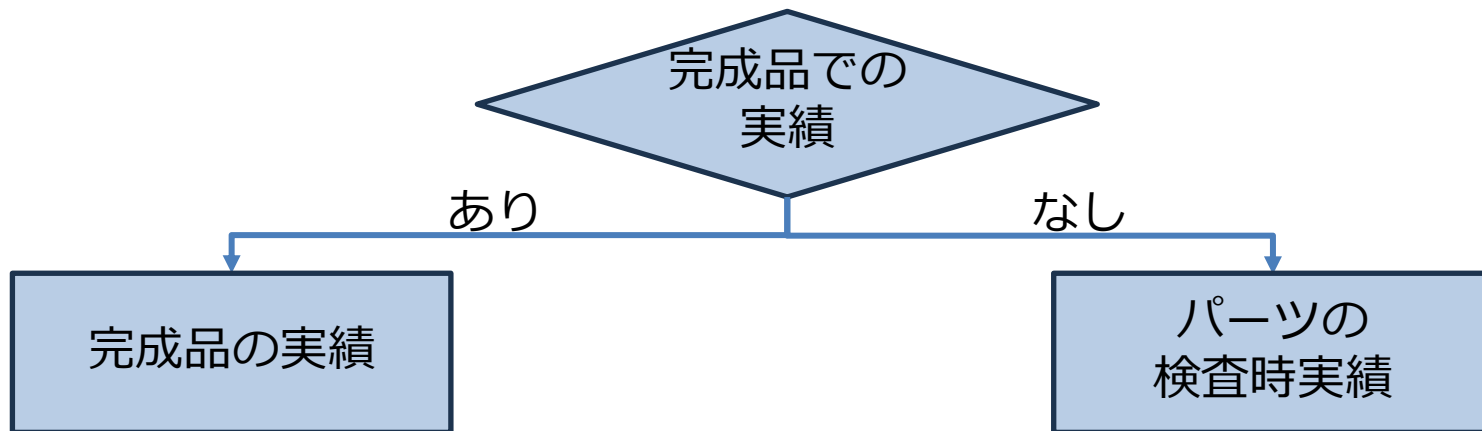 完成品での
実績
あり
なし
完成品の実績
パーツの
検査時実績